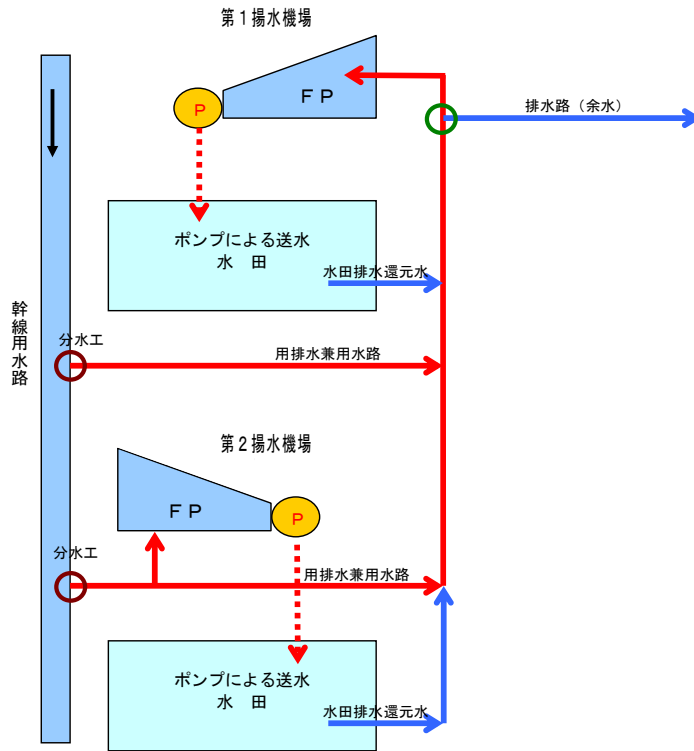 第１揚水機場
ＦＰ
P
排水路（余水）
ポンプによる送水
水　田
水田排水還元水
幹線用水路
分水工
用排水兼用水路
第２揚水機場
ＦＰ
P
分水工
用排水兼用水路
ポンプによる送水
水　田
水田排水還元水